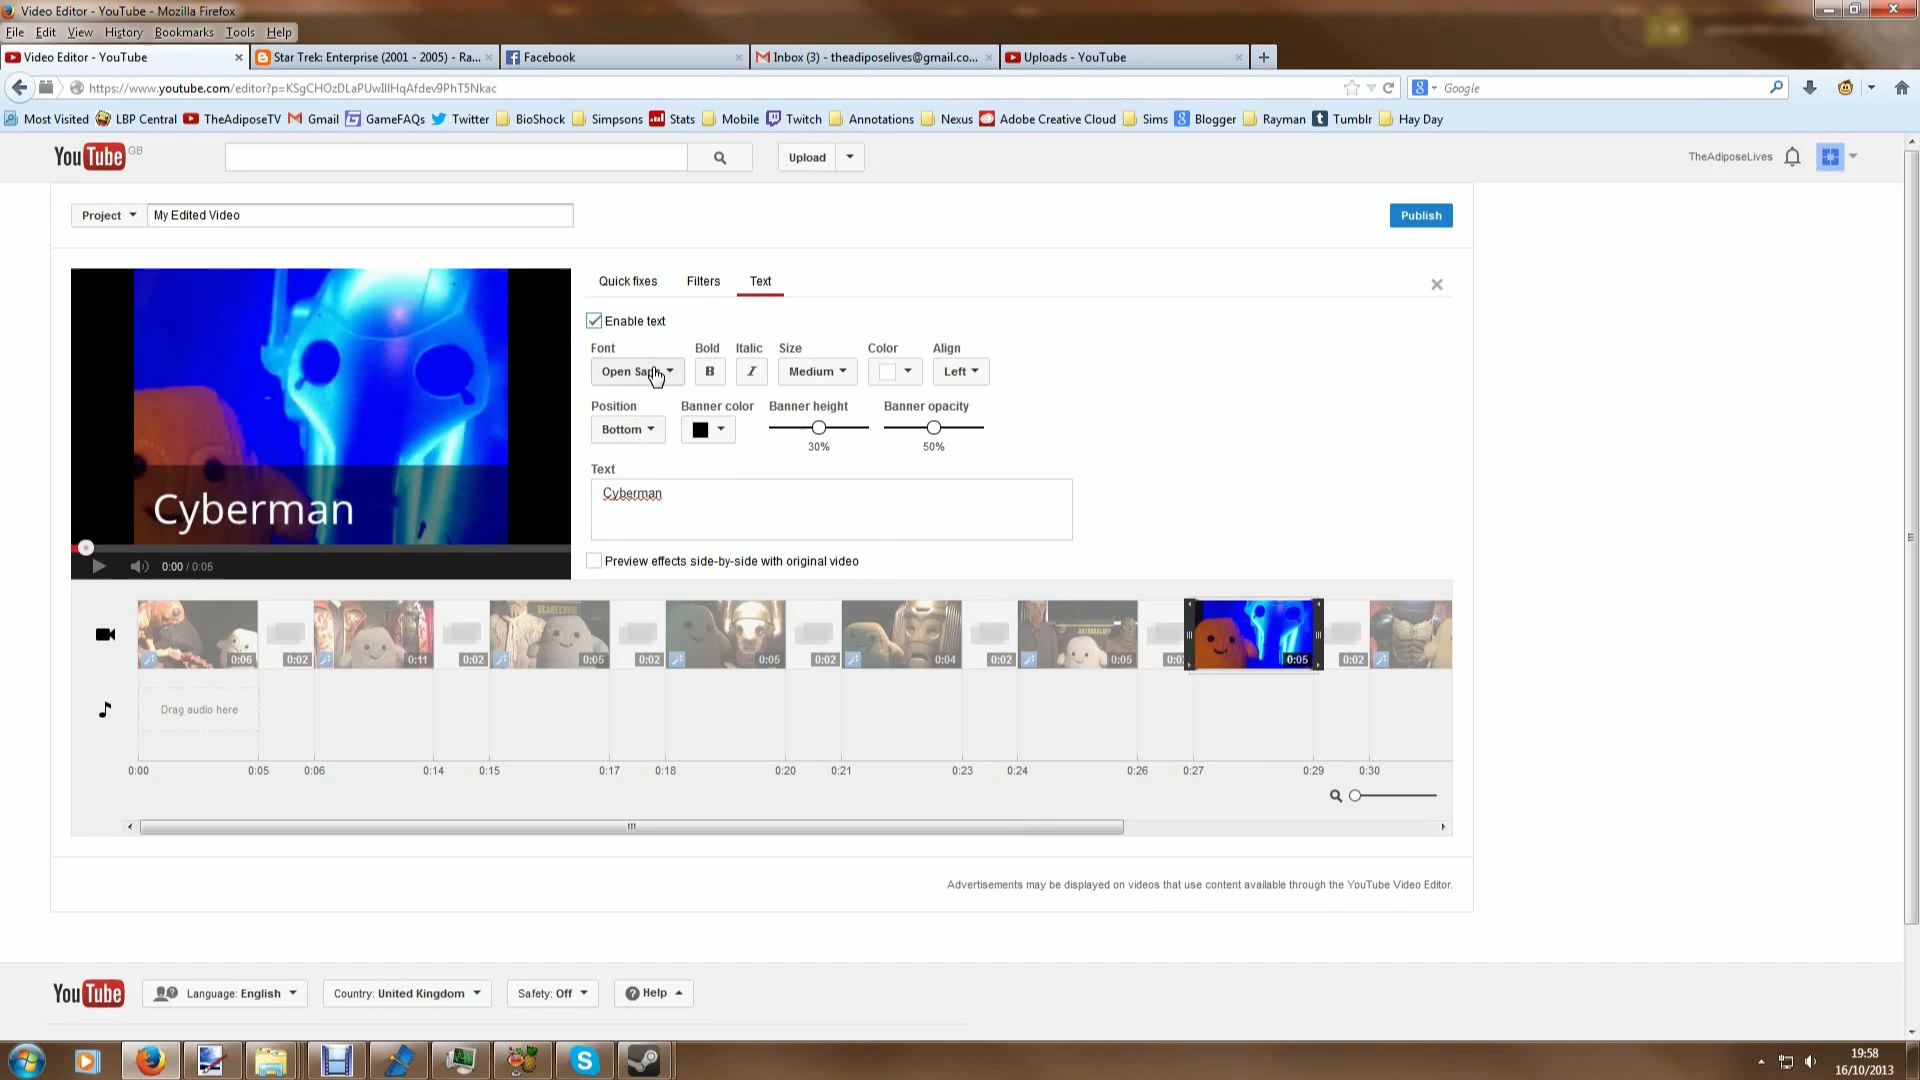 Video Editor - YouTube - Mozilla Firefox
File Edit View History Bookmarks Tools Help
Video Editor - YouTube
Star Trek: Enterprise (2001 - 2005) - Ra...
Facebook
Inbox (3) - theadiposelives@gmail.co...
Uploads - YouTube
https://www.youtube.com/editor?p=KSgCHOzDLaPUwIllHqAfdev9PhT5Nkac
Google
Most Visited LBP Central TheAdiposeTV Gmail GameFAQs Twitter BioShock Simpsons Stats Mobile Twitch Annotations Nexus Adobe Creative Cloud Sims Blogger Rayman Tumblr Hay Day
YouTube GB
Upload
TheAdiposeLives
Project
My Edited Video
Publish
Quick fixes Filters Text
Enable text
Font Bold Italic Size Color Align
Open Sans B I Medium Left
Position Banner color Banner height Banner opacity
Bottom
30% 50%
Text
Cyberman
Cyberman
Preview effects side-by-side with original video
0:00 / 0:05
SCARECROW
0:06 0:02 0:11 0:02 0:05 0:02 0:05 0:02 0:04 0:02 0:05 0:0 0:05 0:02
Drag audio here
0:00 0:05 0:06 0:14 0:15 0:17 0:18 0:20 0:21 0:23 0:24 0:26 0:27 0:29 0:30
Advertisements may be displayed on videos that use content available through the YouTube Video Editor.
YouTube
Language: English
Country: United Kingdom
Safety: Off
Help
19:58
16/10/2013